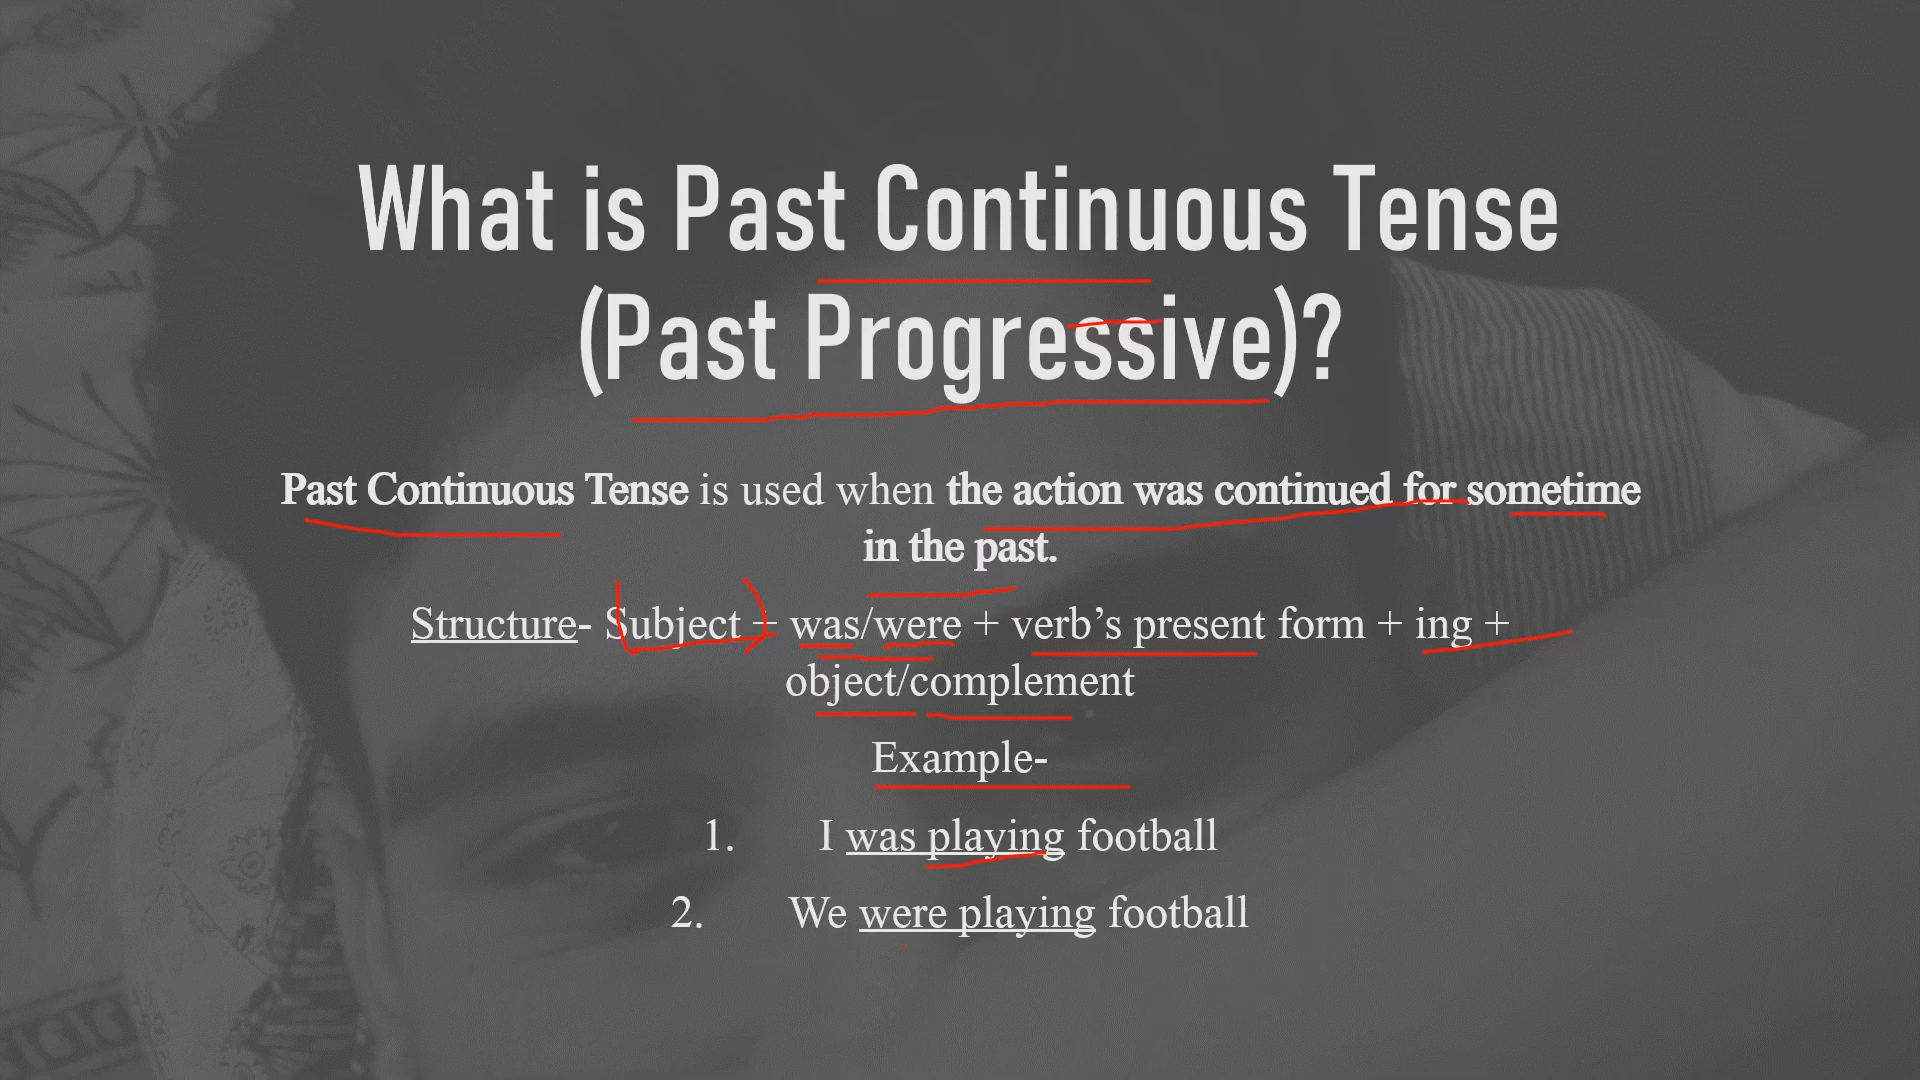 What is Past Continuous Tense
(Past Progressive)?
Past Continuous Tense is used when the action was continued for sometime
in the past.
Structure- Subject + was/were + verb’s present form + ing +
object/complement
Example-
1. I was playing football
2. We were playing football